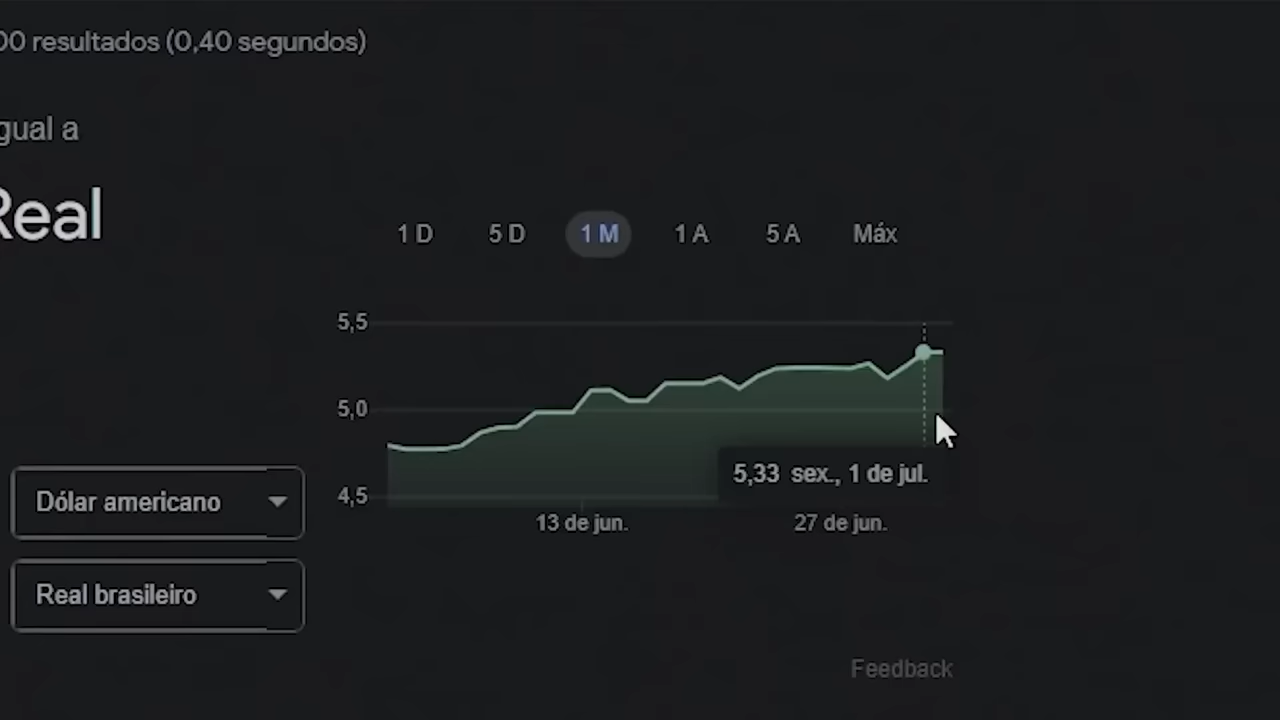 00 resultados (0,40 segundos)
gual a
Real
1 D 5 D 1 M 1 A 5 A Máx
5,5
5,0
4,5
5,33 sex., 1 de jul.
13 de jun. 27 de jun.
Dólar americano
Real brasileiro
Feedback